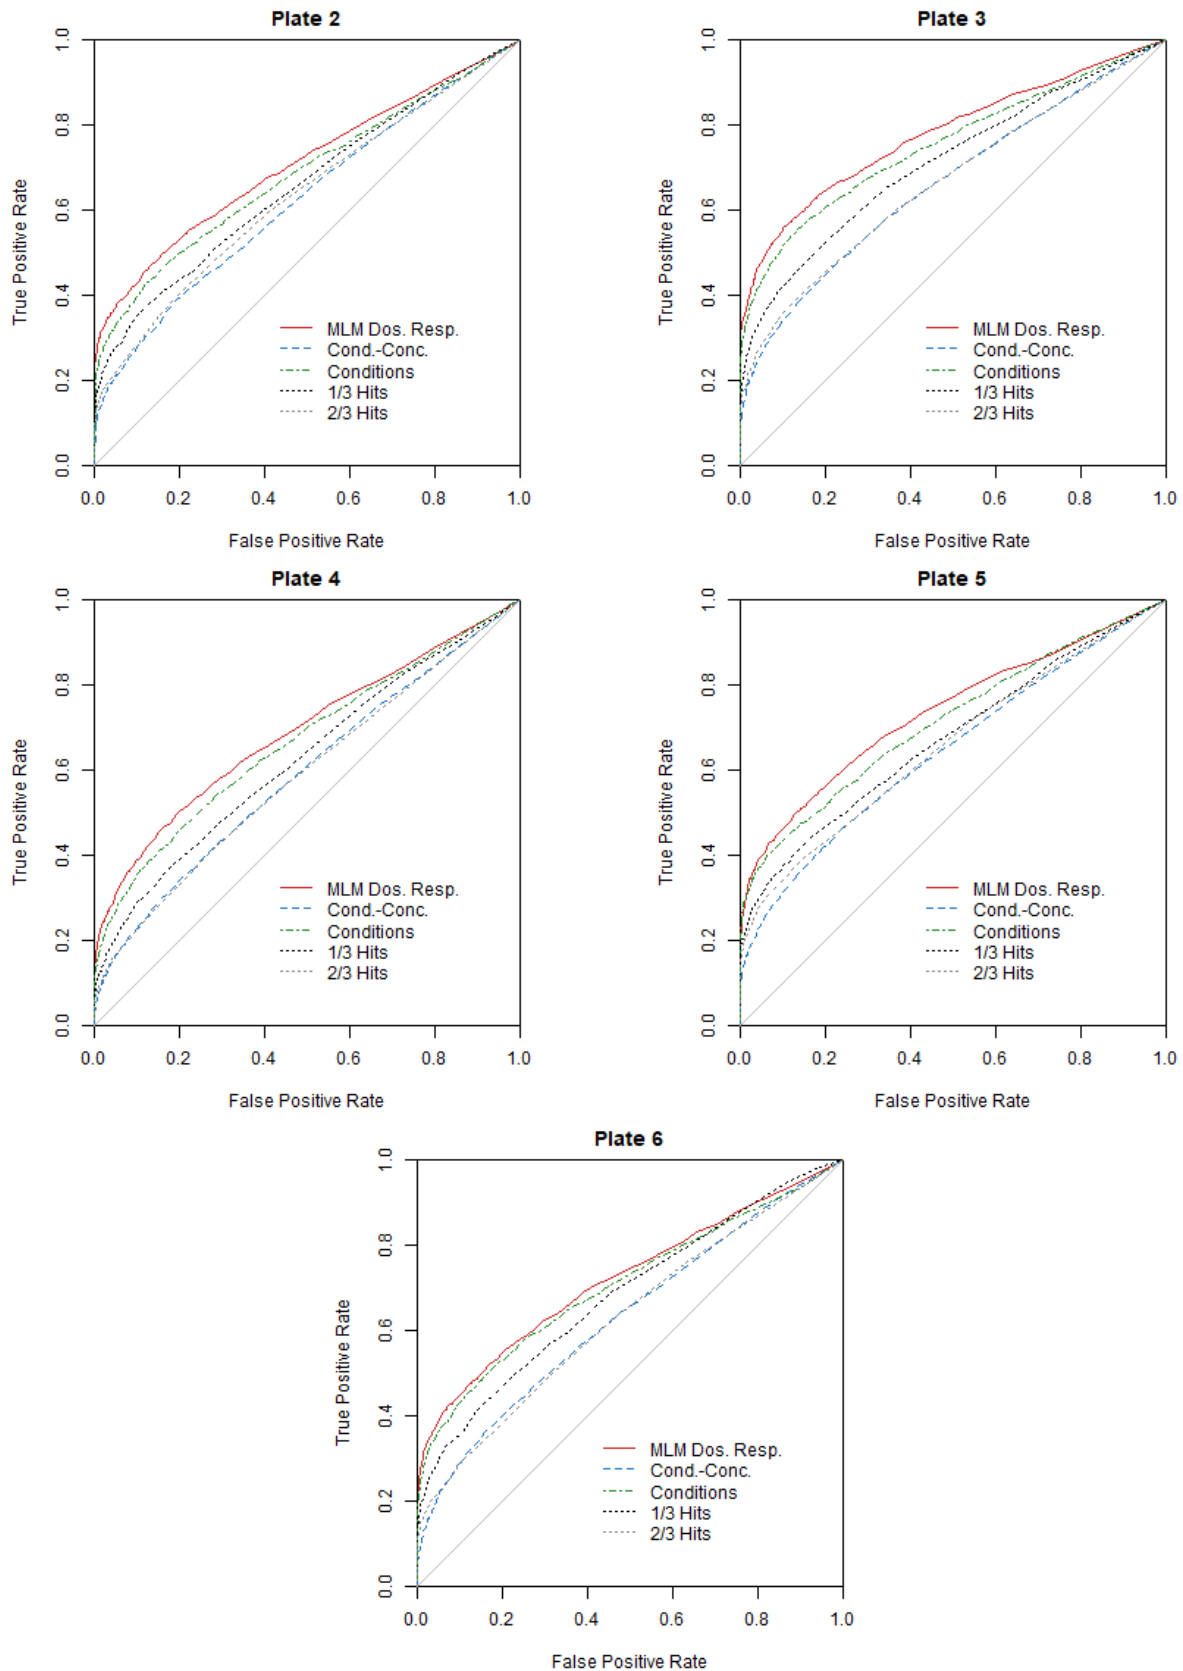 Plate 2
True Positive Rate
1.0
0.8
0.6
0.4
0.2
0.0
MLM Dos. Resp.
Cond.-Conc.
Conditions
1/3 Hits
2/3 Hits
0.0 0.2 0.4 0.6 0.8 1.0
False Positive Rate
Plate 3
True Positive Rate
1.0
0.8
0.6
0.4
0.2
0.0
MLM Dos. Resp.
Cond.-Conc.
Conditions
1/3 Hits
2/3 Hits
0.0 0.2 0.4 0.6 0.8 1.0
False Positive Rate
Plate 4
True Positive Rate
1.0
0.8
0.6
0.4
0.2
0.0
MLM Dos. Resp.
Cond.-Conc.
Conditions
1/3 Hits
2/3 Hits
0.0 0.2 0.4 0.6 0.8 1.0
False Positive Rate
Plate 5
True Positive Rate
1.0
0.8
0.6
0.4
0.2
0.0
MLM Dos. Resp.
Cond.-Conc.
Conditions
1/3 Hits
2/3 Hits
0.0 0.2 0.4 0.6 0.8 1.0
False Positive Rate
Plate 6
True Positive Rate
1.0
0.8
0.6
0.4
0.2
0.0
MLM Dos. Resp.
Cond.-Conc.
Conditions
1/3 Hits
2/3 Hits
0.0 0.2 0.4 0.6 0.8 1.0
False Positive Rate